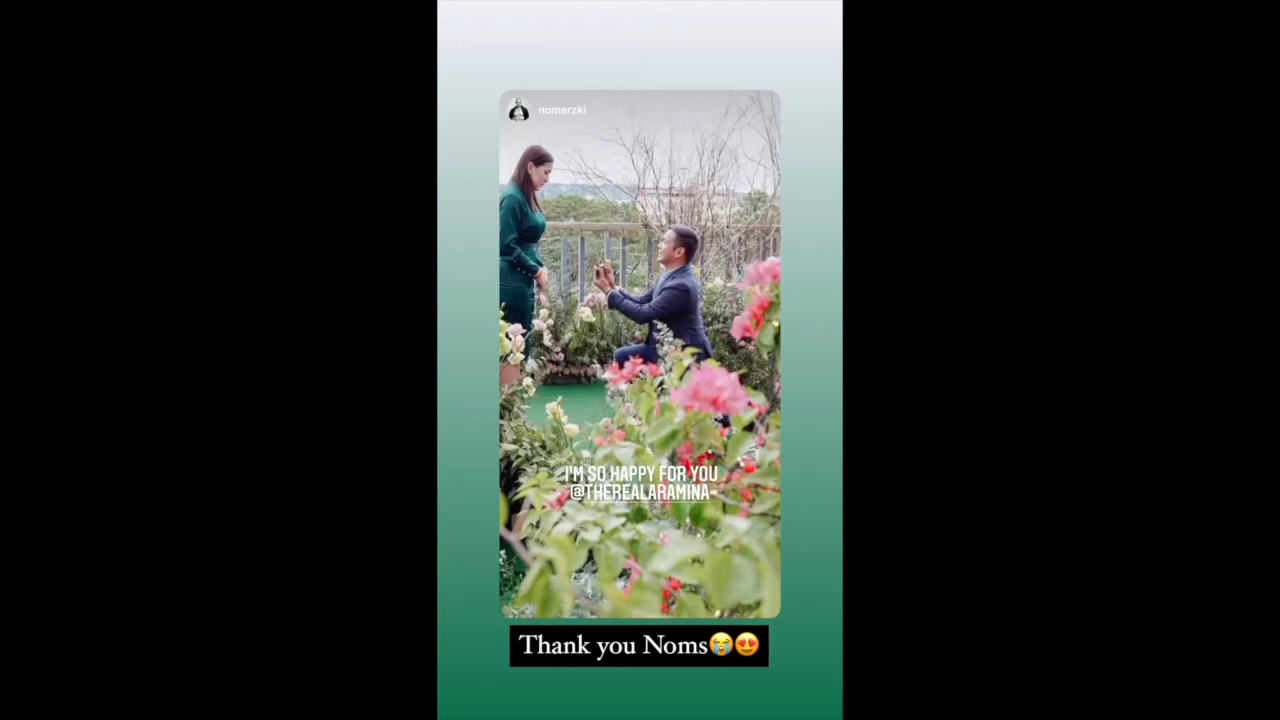 nomerzki
I'M SO HAPPY FOR YOU
@THEREALARAMINA
Thank you Noms😭😍